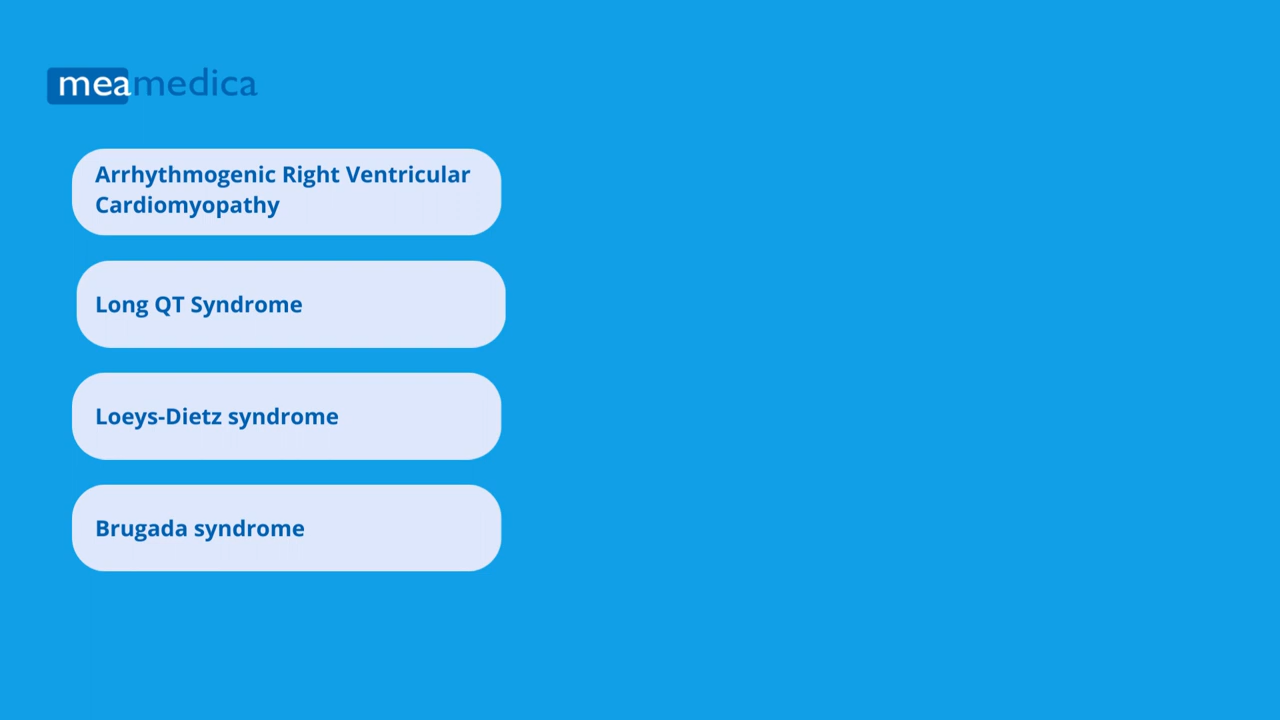 meamedica
Arrhythmogenic Right Ventricular
Cardiomyopathy
Long QT Syndrome
Loeys-Dietz syndrome
Brugada syndrome